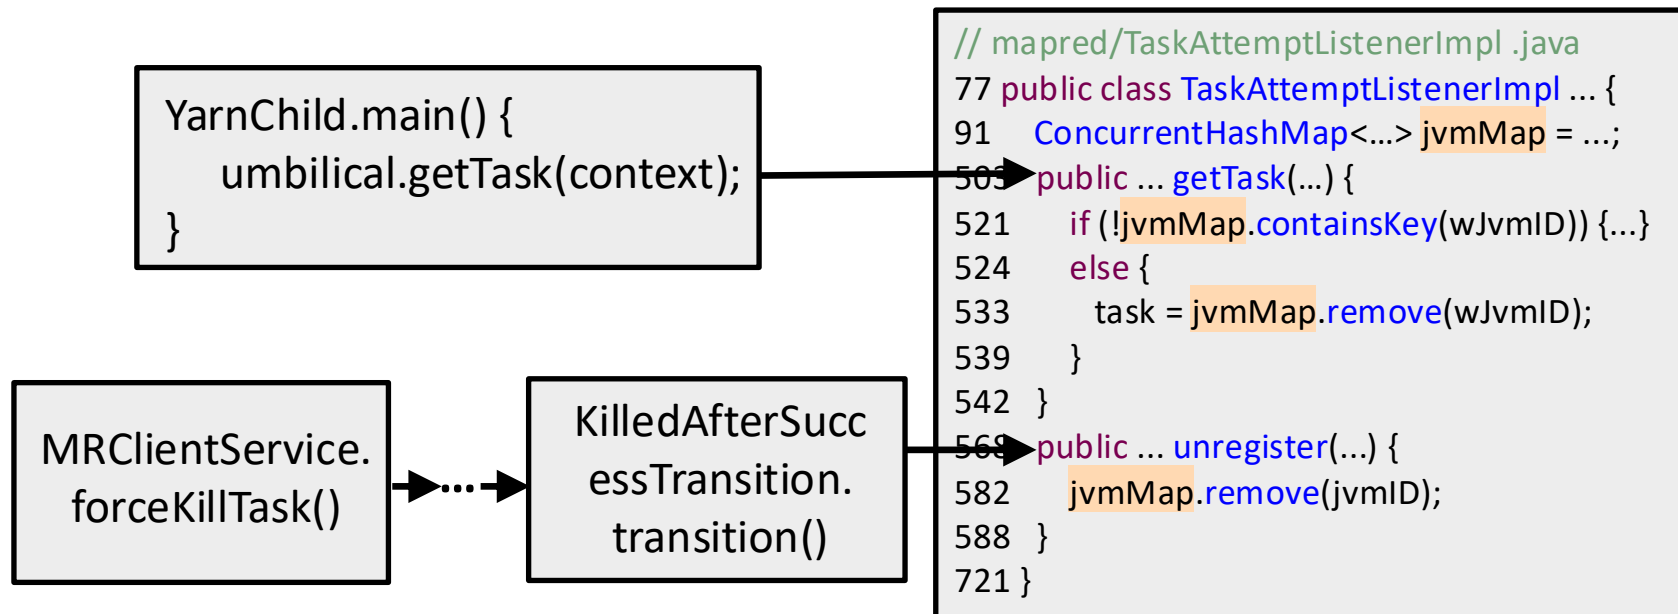 YarnChild.main() {
umbilical.getTask(context);
}
MRClientService.
forceKillTask()
...
KilledAfterSucc
essTransition.
transition()
// mapred/TaskAttemptListenerImpl .java
77 public class TaskAttemptListenerImpl ... {
91 ConcurrentHashMap<...> jvmMap = ...;
503 public ... getTask(...) {
521 if (!jvmMap.containsKey(wJvmID)) {...}
524 else {
533 task = jvmMap.remove(wJvmID);
539 }
542 }
568 public ... unregister(...) {
582 jvmMap.remove(jvmID);
588 }
721 }